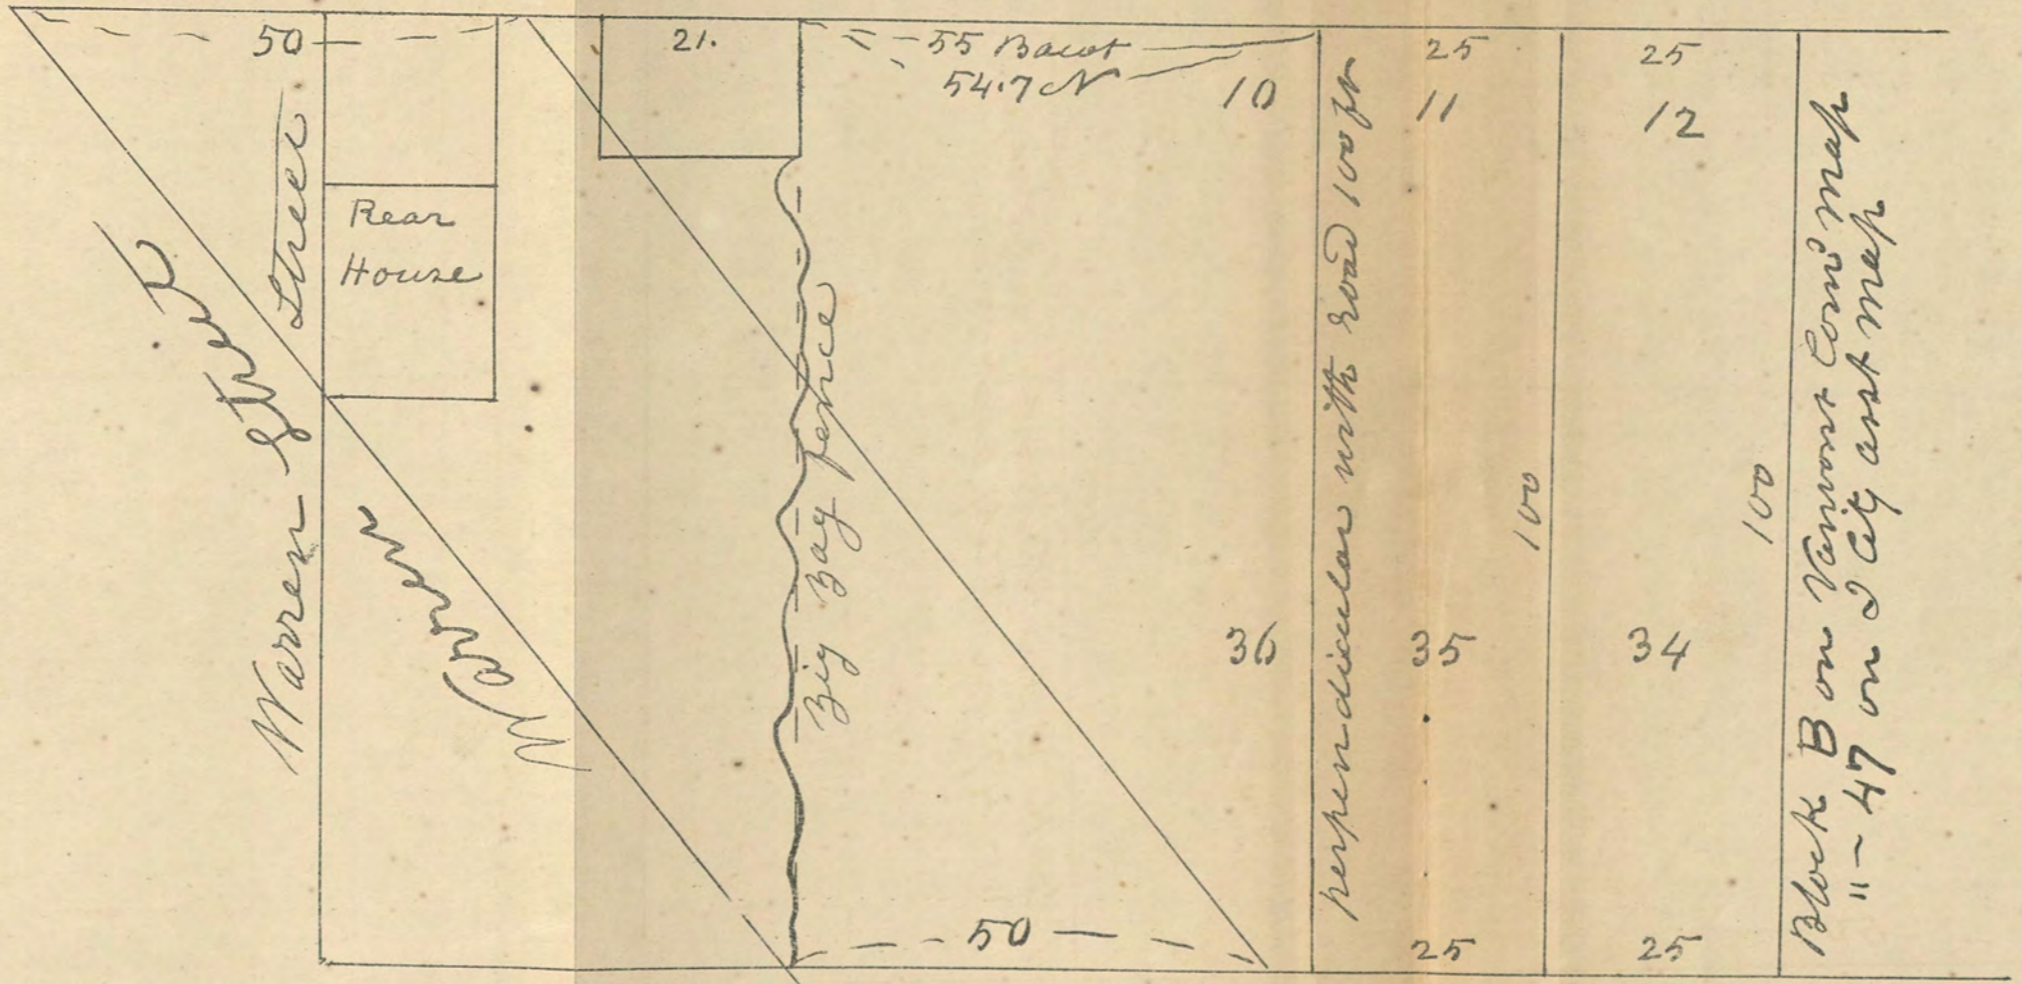 50
21.
55 Bacot
54.7 N
10
25
11
25
12
Rear
House
Warren Street
Warren Street
Zig Zag fence
perpendicular with road 100 ft
100
100
36
35
34
50
25
25
Block B on Vanvorst Com map
" - 47 on J City map